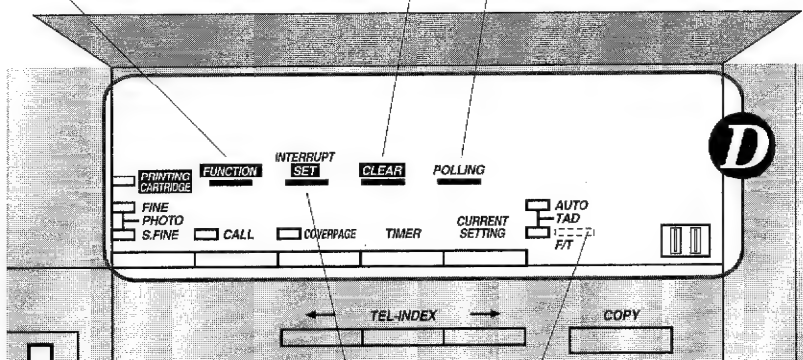 INTERRUPT
FUNCTION SET CLEAR POLLING
PRINTING
CARTRIDGE
FINE
PHOTO
S.FINE
CALL
COVERPAGE
TIMER
CURRENT
SETTING
AUTO
TAD
F/T
D
TEL-INDEX
COPY